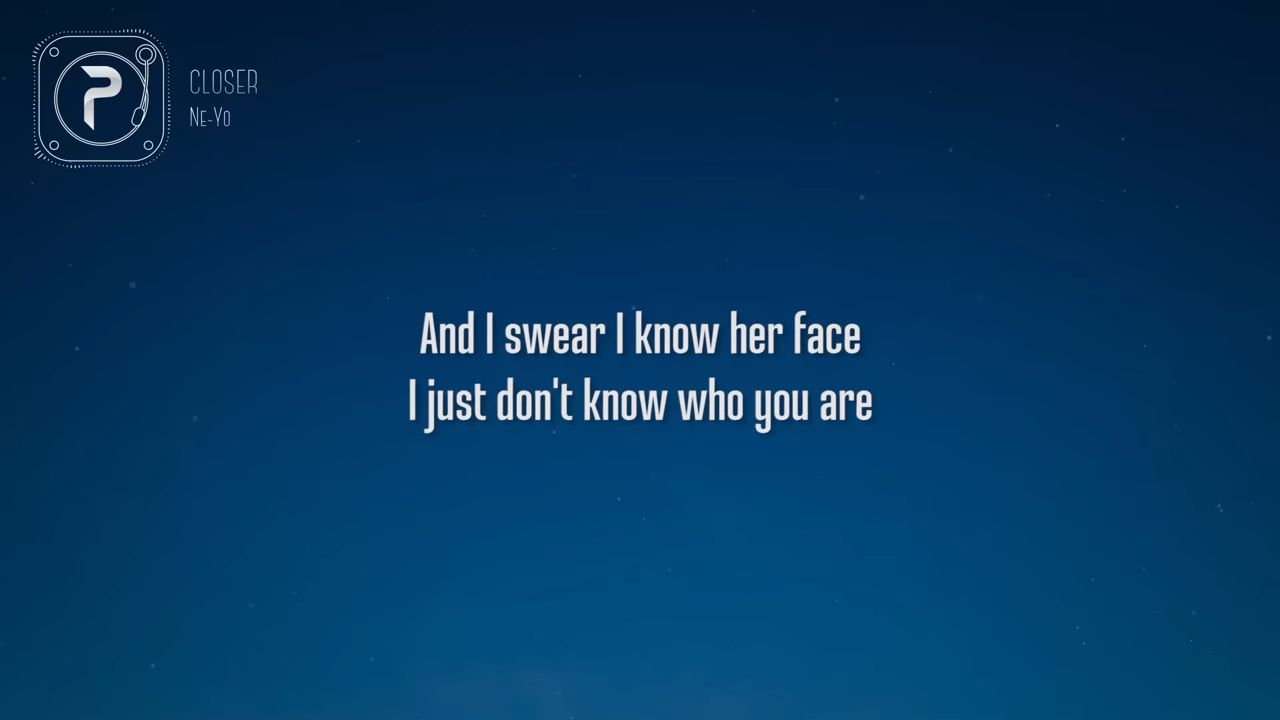 P
CLOSER
Ne-Yo
And I swear I know her face
I just don't know who you are